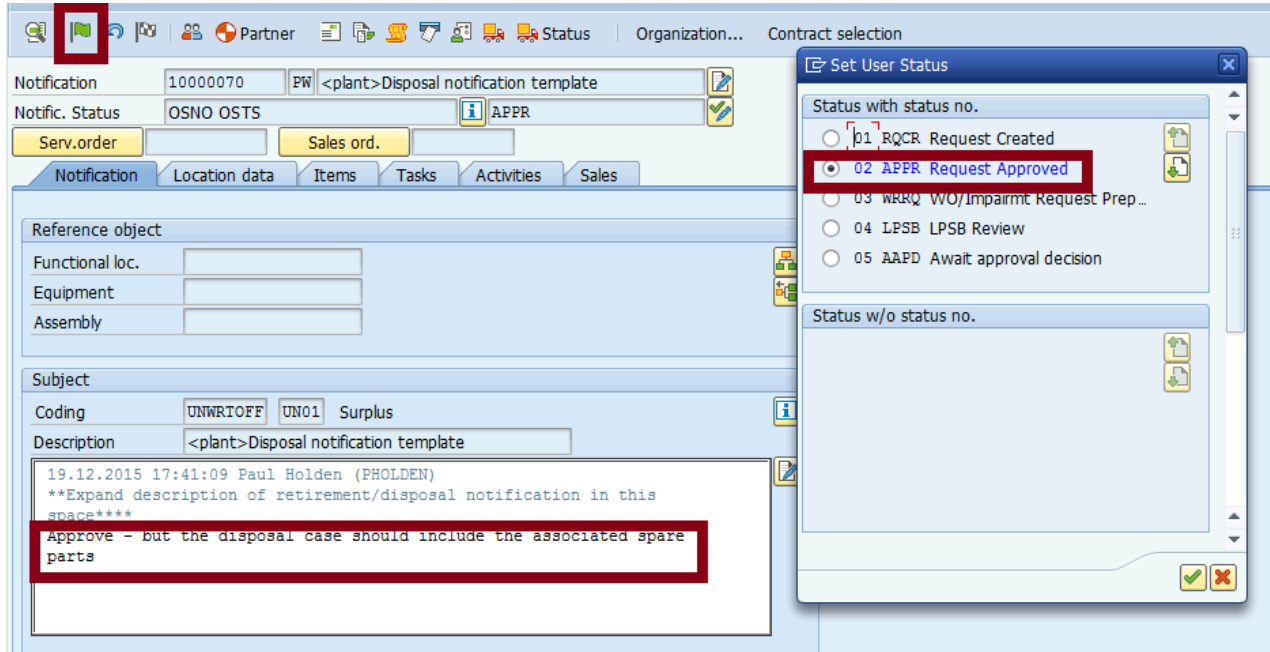 Partner Status Organization... Contract selection
Notification 10000070 PW <plant>Disposal notification template
Notific. Status OSNO OSTS APPR
Serv.order Sales ord.
Notification Location data Items Tasks Activities Sales
Reference object
Functional loc.
Equipment
Assembly
Subject
Coding UNWRTOFF UN01 Surplus
Description <plant>Disposal notification template
19.12.2015 17:41:09 Paul Holden (PHOLDEN)
**Expand description of retirement/disposal notification in this
space****
Approve - but the disposal case should include the associated spare
parts
Set User Status
Status with status no.
01 RQCR Request Created
02 APPR Request Approved
03 WRRQ WO/Impairmt Request Prep...
04 LPSB LPSB Review
05 AAPD Await approval decision
Status w/o status no.